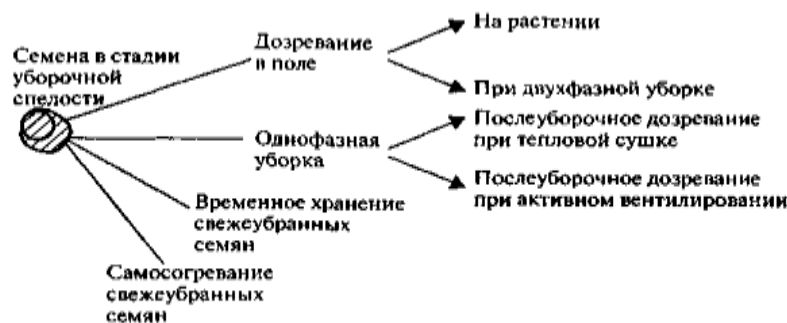 Семена в стадии
уборочной
спелости
Дозревание
в поле
На растении
При двухфазной уборке
Однофазная
уборка
Послеуборочное дозревание
при тепловой сушке
Послеуборочное дозревание
при активном вентилировании
Временное хранение
свежеубранных
семян
Самосогревание
свежеубранных
семян